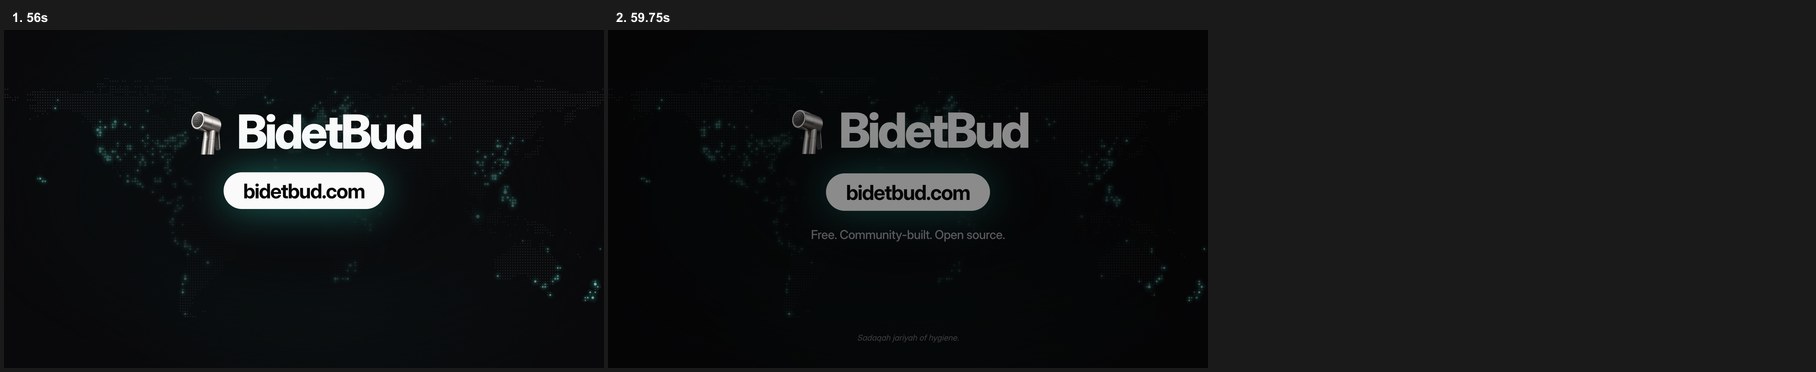 1. 56s
BidetBud
bidetbud.com
2. 59.75s
BidetBud
bidetbud.com
Free. Community-built. Open source.
Sadaqah jariyah of hygiene.